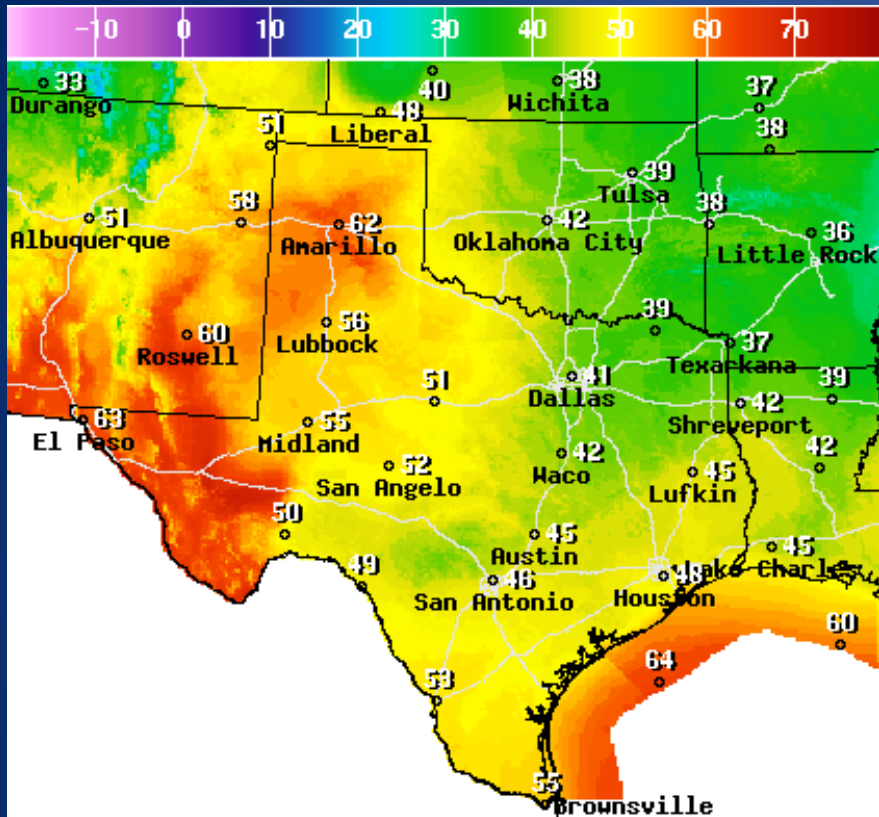 -10 0 10 20 30 40 50 60 70
33
Durango
40
38
Wichita
37
48
Liberal
51
38
39
Tulsa
51
Albuquerque
58
62
Amarillo
42
Oklahoma City
38
36
Little Rock
60
Roswell
56
Lubbock
39
37
Texarkana
41
Dallas
51
42
Shreveport
39
63
El Paso
55
Midland
52
San Angelo
42
Waco
45
Lufkin
42
50
45
Austin
45
Lake Charles
49
46
San Antonio
48
Houston
60
64
53
55
Brownsville